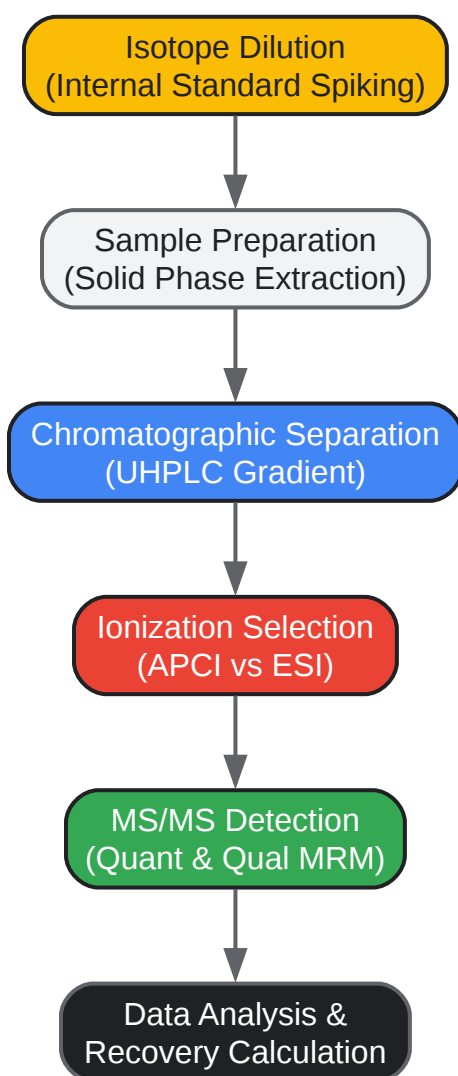 Isotope Dilution
(Internal Standard Spiking)
Sample Preparation
(Solid Phase Extraction)
Chromatographic Separation
(UHPLC Gradient)
Ionization Selection
(APCI vs ESI)
MS/MS Detection
(Quant & Qual MRM)
Data Analysis &
Recovery Calculation